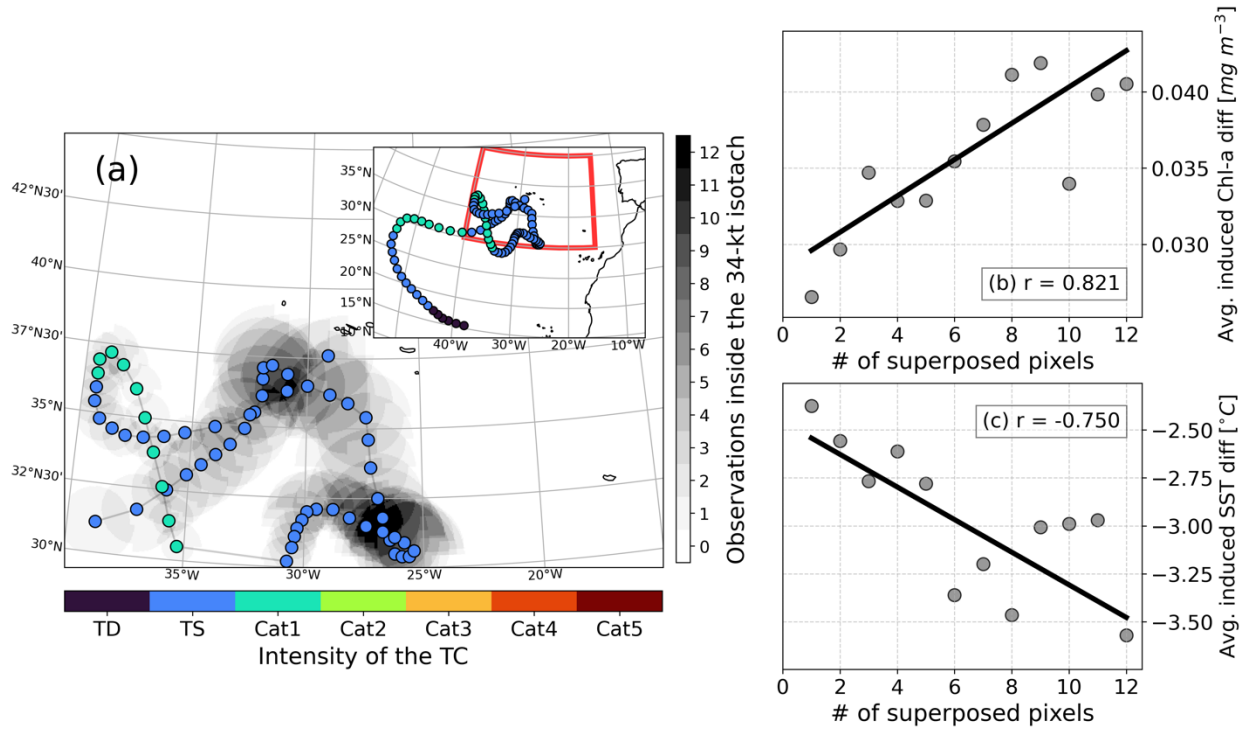 (a)
42°N30'
40°N
37°N30'
35°N
32°N30'
30°N
35°W
30°W
25°W
20°W
35°N
30°N
25°N
20°N
15°N
40°W
30°W
20°W
10°W
12
11
10
9
8
7
6
5
4
3
2
1
0
Observations inside the 34-kt isotach
TD
TS
Cat1
Cat2
Cat3
Cat4
Cat5
Intensity of the TC
0.040
0.035
0.030
Avg. induced Chl-a diff [mg m⁻³]
(b) r = 0.821
0 2 4 6 8 10 12
# of superposed pixels
−2.50
−2.75
−3.00
−3.25
−3.50
Avg. induced SST diff [°C]
(c) r = -0.750
0 2 4 6 8 10 12
# of superposed pixels